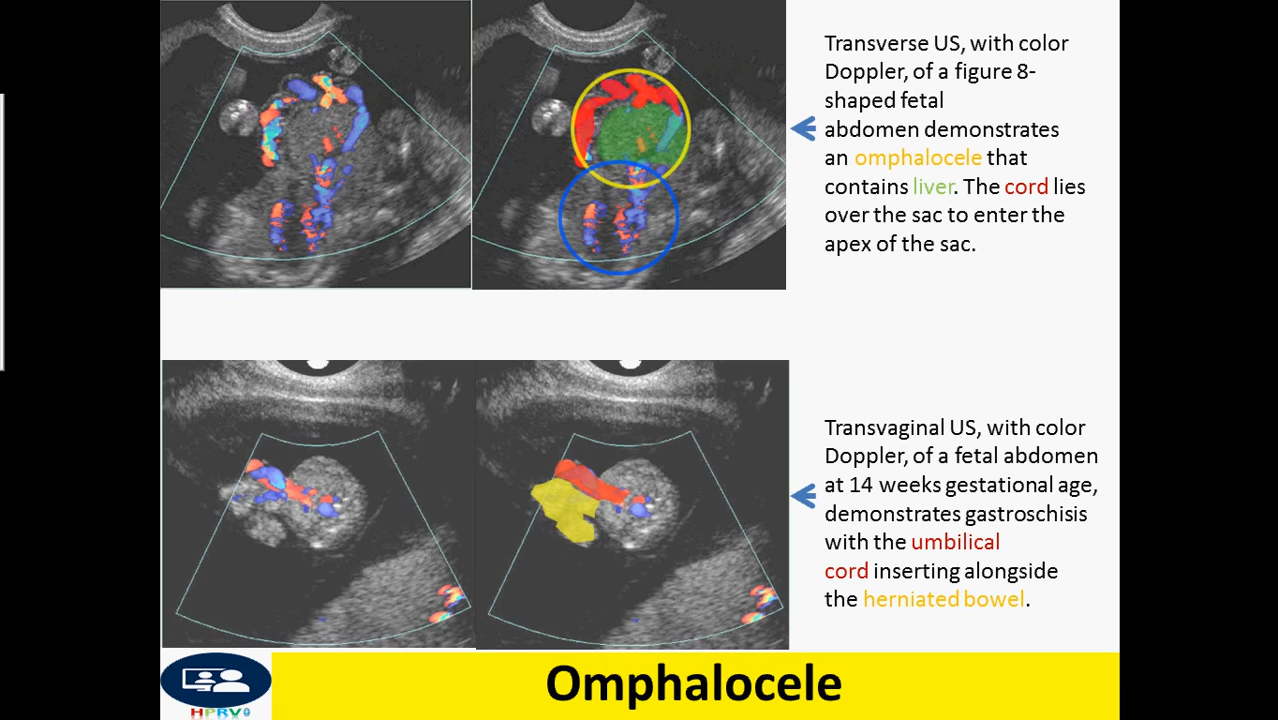 Transverse US, with color
Doppler, of a figure 8-
shaped fetal
abdomen demonstrates
an omphalocele that
contains liver. The cord lies
over the sac to enter the
apex of the sac.
Transvaginal US, with color
Doppler, of a fetal abdomen
at 14 weeks gestational age,
demonstrates gastroschisis
with the umbilical
cord inserting alongside
the herniated bowel.
Omphalocele
HPRV